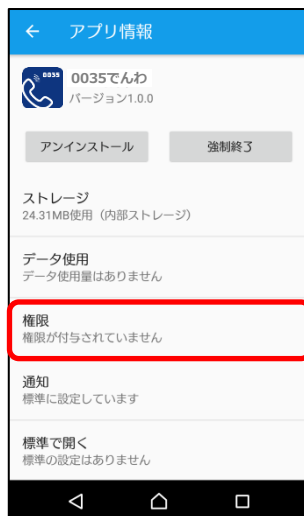 アプリ情報
0035
0035でんわ
バージョン1.0.0
アンインストール
強制終了
ストレージ
24.31MB使用（内部ストレージ）
データ使用
データ使用量はありません
権限
権限が付与されていません
通知
標準に設定しています
標準で開く
標準の設定はありません